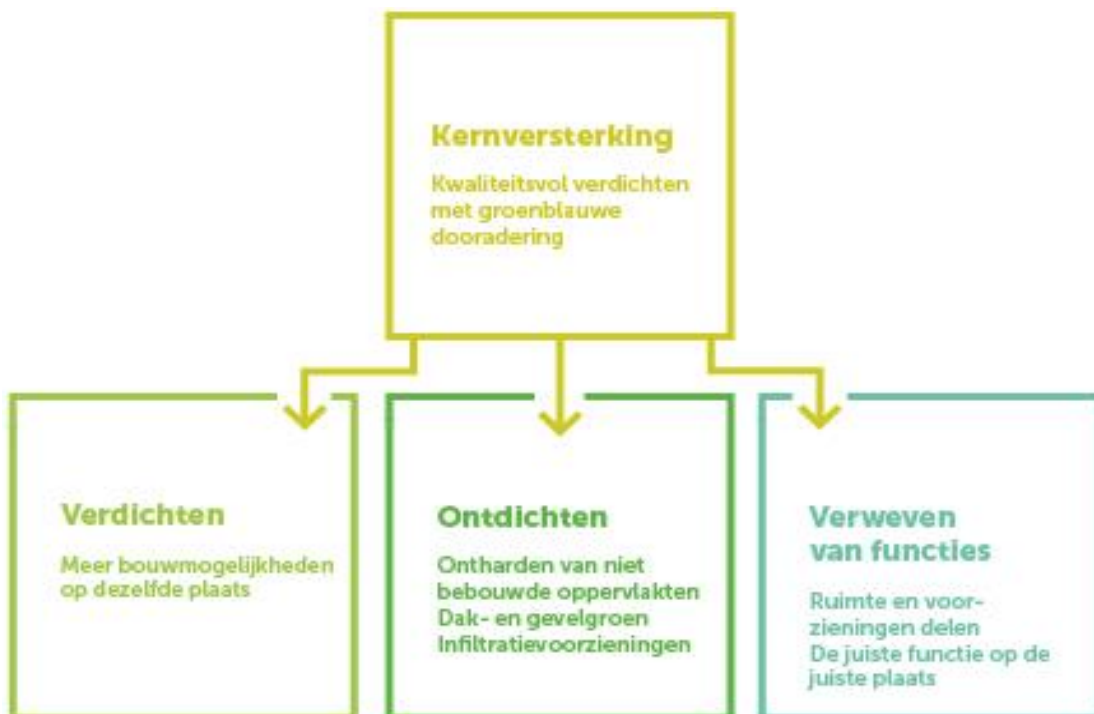 Kernversterking
Kwaliteitsvol verdichten
met groenblauwe
dooradering
Verdichten
Meer bouwmogelijkheden
op dezelfde plaats
Ontdichten
Ontharden van niet
bebouwde oppervlakten
Dak- en gevelgroen
Infiltratievoorzieningen
Verweven
van functies
Ruimte en voor-
zieningen delen
De juiste functie op de
juiste plaats